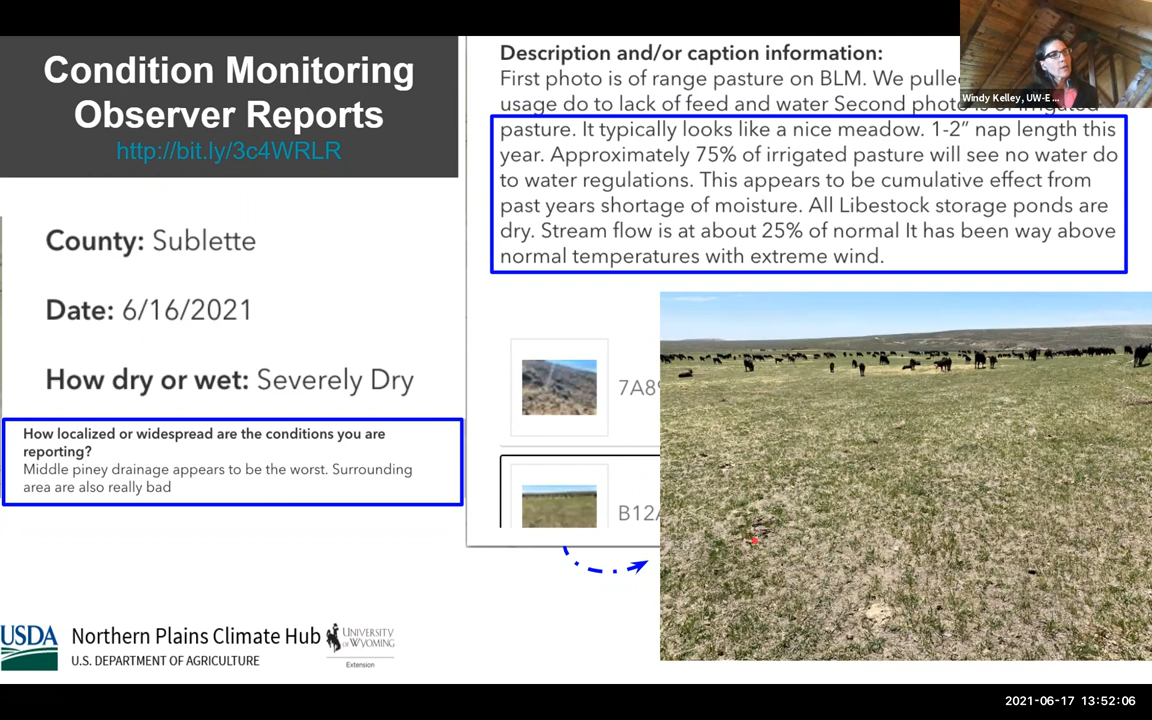 Condition Monitoring
Observer Reports
http://bit.ly/3c4WRLR
County: Sublette
Date: 6/16/2021
How dry or wet: Severely Dry
How localized or widespread are the conditions you are
reporting?
Middle piney drainage appears to be the worst. Surrounding
area are also really bad
Description and/or caption information:
First photo is of range pasture on BLM. We pulle
usage do to lack of feed and water Second photo is of irrigated
pasture. It typically looks like a nice meadow. 1-2” nap length this
year. Approximately 75% of irrigated pasture will see no water do
to water regulations. This appears to be cumulative effect from
past years shortage of moisture. All Libestock storage ponds are
dry. Stream flow is at about 25% of normal It has been way above
normal temperatures with extreme wind.
7A89
B12A
Windy Kelley, UW-E...
USDA
Northern Plains Climate Hub
U.S. DEPARTMENT OF AGRICULTURE
UNIVERSITY
OF WYOMING
Extension
2021-06-17 13:52:06